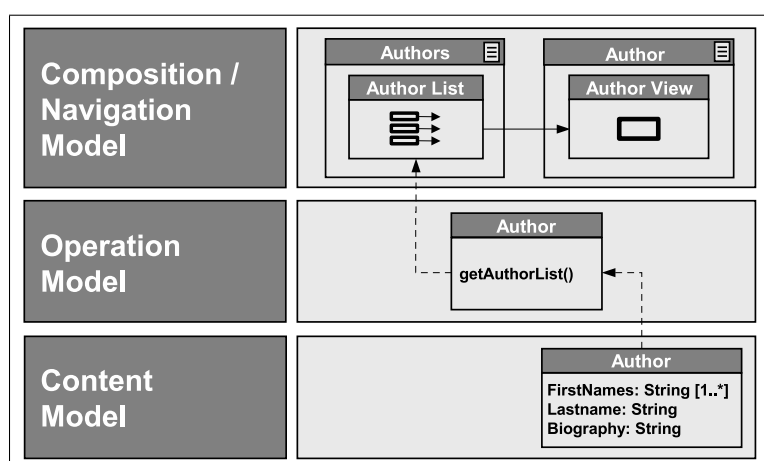 Composition /
Navigation
Model
Authors
Author
Author List
Author View
Operation
Model
Author
getAuthorList()
Content
Model
Author
FirstNames: String [1..*]
Lastname: String
Biography: String